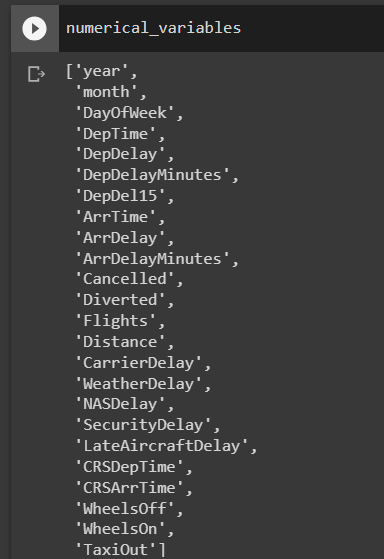 numerical_variables
['year',
'month',
'DayOfWeek',
'DepTime',
'DepDelay',
'DepDelayMinutes',
'DepDel15',
'ArrTime',
'ArrDelay',
'ArrDelayMinutes',
'Cancelled',
'Diverted',
'Flights',
'Distance',
'CarrierDelay',
'WeatherDelay',
'NASDelay',
'SecurityDelay',
'LateAircraftDelay',
'CRSDepTime',
'CRSArrTime',
'WheelsOff',
'WheelsOn',
'TaxiOut']